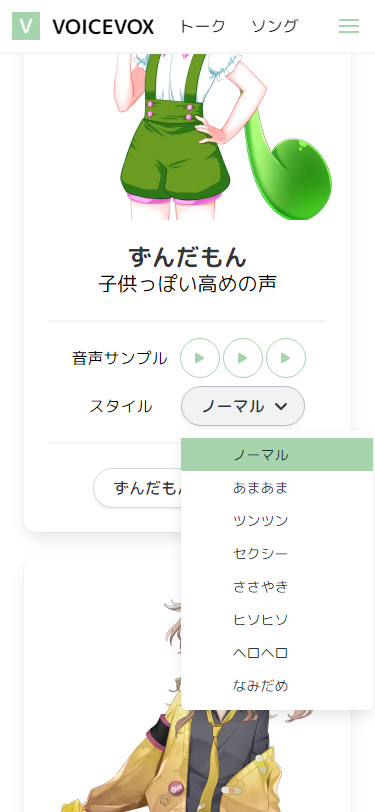 V VOICEVOX トーク ソング
ずんだもん
子供っぽい高めの声
音声サンプル
スタイル ノーマル
ノーマル
あまあま
ツンツン
セクシー
ささやき
ヒソヒソ
ヘロヘロ
なみだめ
ずんだもん